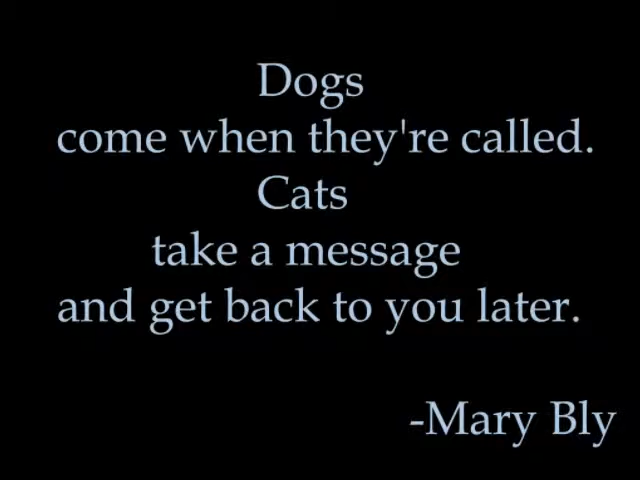 Dogs
come when they're called.
Cats
take a message
and get back to you later.
-Mary Bly